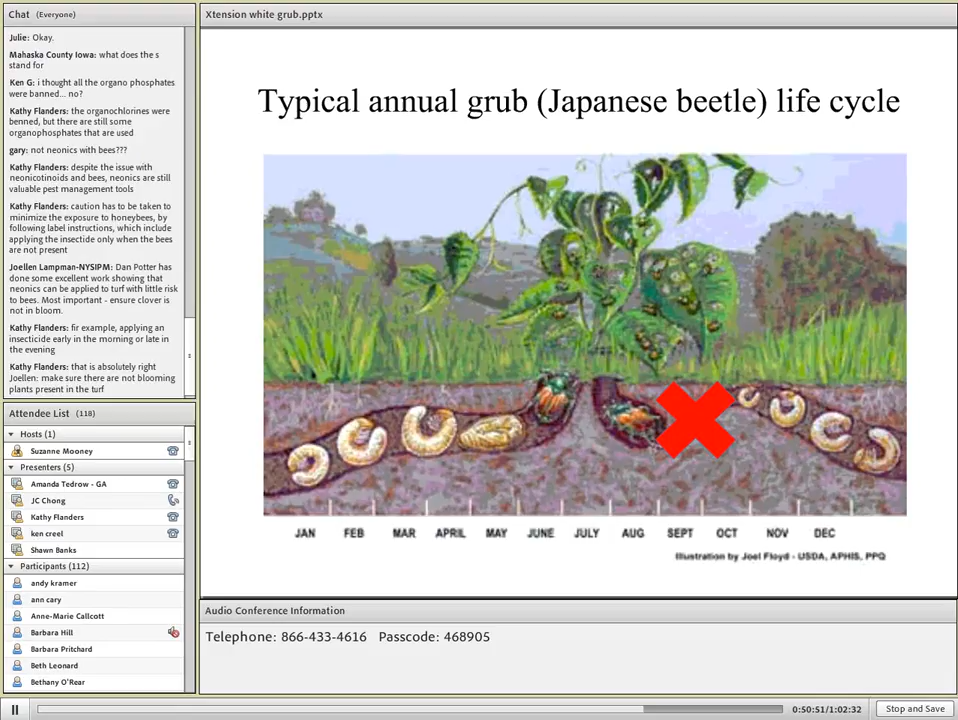 Chat (Everyone)
Julie: Okay.
Mahaska County Iowa: what does the s
stand for
Ken G: i thought all the organo phosphates
were banned... no?
Kathy Flanders: the organochlorines were
benned, but there are still some
organophosphates that are used
gary: not neonics with bees???
Kathy Flanders: despite the issue with
neonicotinoids and bees, neonics are still
valuable pest management tools
Kathy Flanders: caution has to be taken to
minimize the exposure to honeybees, by
following label instructions, which include
applying the insectide only when the bees
are not present
Joellen Lampman-NYSIPM: Dan Potter has
done some excellent work showing that
neonics can be applied to turf with little risk
to bees. Most important - ensure clover is
not in bloom.
Kathy Flanders: fir example, applying an
insecticide early in the morning or late in
the evening
Kathy Flanders: that is absolutely right
Joellen: make sure there are not blooming
plants present in the turf
Attendee List (118)
Hosts (1)
Suzanne Mooney
Presenters (5)
Amanda Tedrow - GA
JC Chong
Kathy Flanders
ken creel
Shawn Banks
Participants (112)
andy kramer
ann cary
Anne-Marie Callcott
Barbara Hill
Barbara Pritchard
Beth Leonard
Bethany O'Rear
Xtension white grub.pptx
Typical annual grub (Japanese beetle) life cycle
JAN FEB MAR APRIL MAY JUNE JULY AUG SEPT OCT NOV DEC
Illustration by Joel Floyd - USDA, APHIS, PPQ
Audio Conference Information
Telephone: 866-433-4616 Passcode: 468905
0:50:51/1:02:32
Stop and Save